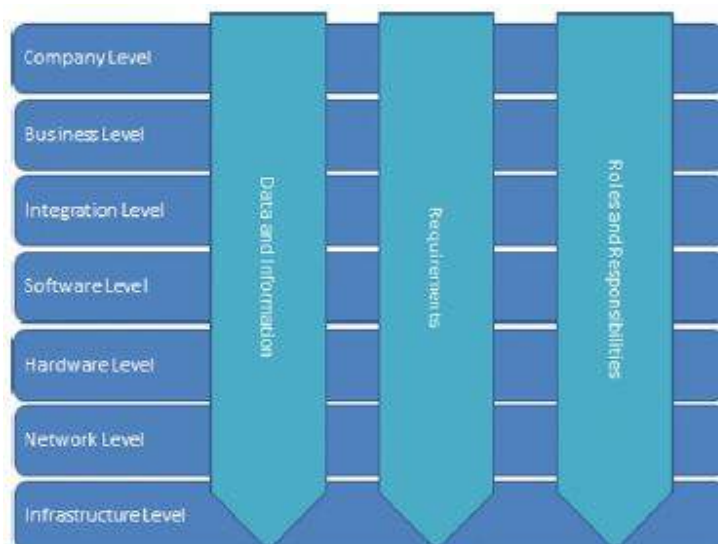 Company Level
Business Level
Integration Level
Software Level
Hardware Level
Network Level
Infrastructure Level
Data and Information
Requirements
Roles and Responsibilities